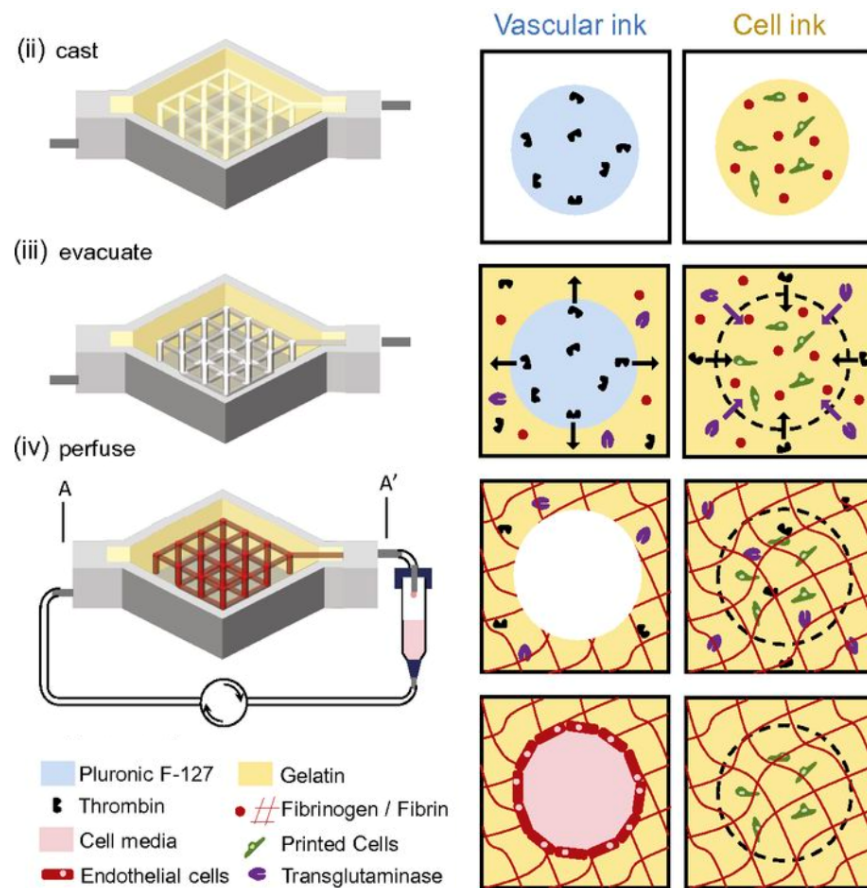 Vascular ink
Cell ink
(ii) cast
(iii) evacuate
(iv) perfuse
A
A′
Pluronic F-127
Gelatin
Thrombin
Fibrinogen / Fibrin
Cell media
Printed Cells
Endothelial cells
Transglutaminase